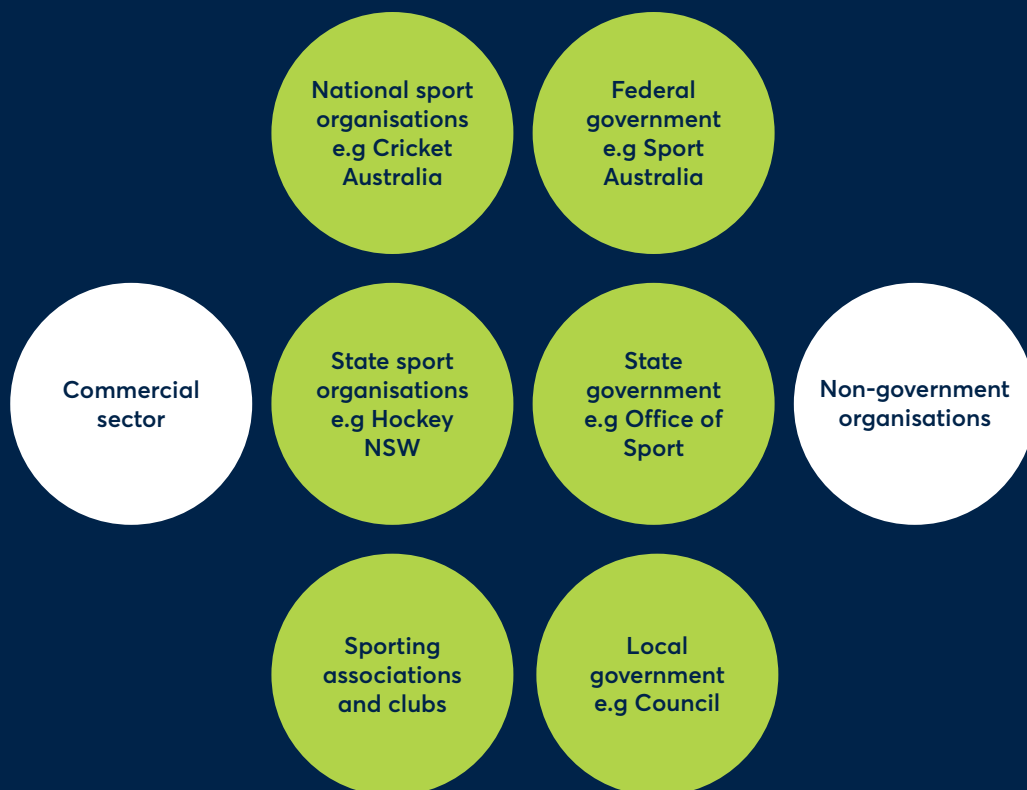 National sport
organisations
e.g Cricket
Australia
Federal
government
e.g Sport
Australia
Commercial
sector
State sport
organisations
e.g Hockey
NSW
State
government
e.g Office of
Sport
Non-government
organisations
Sporting
associations
and clubs
Local
government
e.g Council